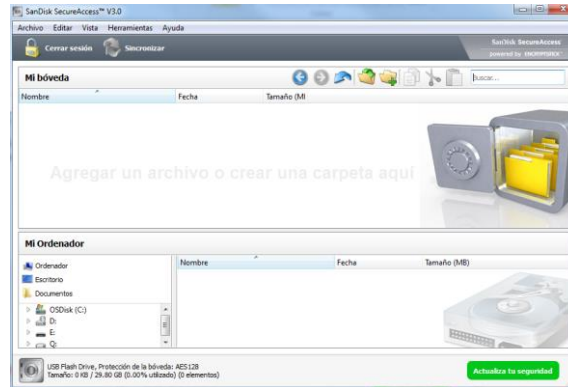 SanDisk SecureAccess™ V3.0
Archivo Editar Vista Herramientas Ayuda
Cerrar sesión Sincronizar
SanDisk SecureAccess
powered by ENCRYPTSTICK
Mi bóveda
Buscar...
Nombre Fecha Tamaño (MI
Agregar un archivo o crear una carpeta aquí
Mi Ordenador
Ordenador
Escritorio
Documentos
OSDisk (C:)
D:
E:
Q:
Nombre Fecha Tamaño (MB)
USB Flash Drive, Protección de la bóveda: AES128
Tamaño: 0 KB / 29.80 GB (0.00% utilizado) (0 elementos)
Actualiza tu seguridad